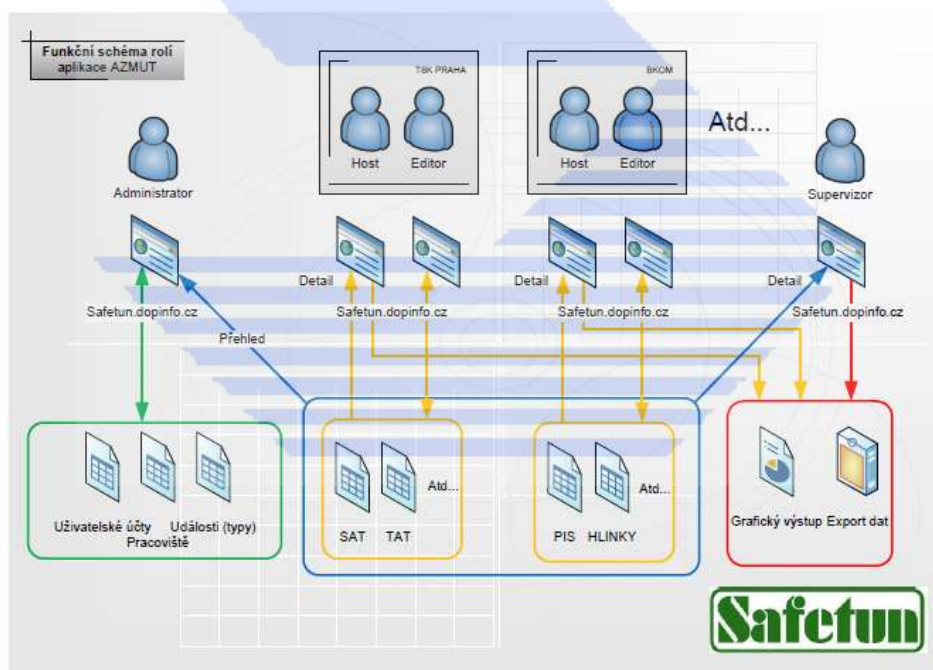 Funkční schéma rolí
aplikace AZMUT
TSK PRAHA
BKOM
Host
Editor
Host
Editor
Atd...
Administrator
Supervizor
Detail
Detail
Detail
Safetun.dopinfo.cz
Safetun.dopinfo.cz
Safetun.dopinfo.cz
Safetun.dopinfo.cz
Přehled
Uživatelské účty
Události (typy)
Pracoviště
Atd...
SAT
TAT
Atd...
PIS
HLINKY
Grafický výstup
Export dat
Safetun